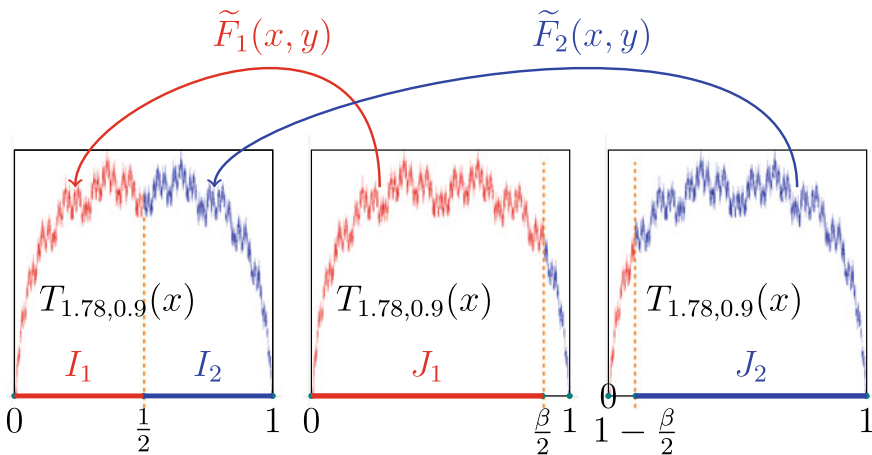 F̃₁(x, y) F̃₂(x, y)
T₁.₇₈,₀.₉(x) T₁.₇₈,₀.₉(x) T₁.₇₈,₀.₉(x)
I₁ I₂ J₁ J₂
0 1/2 1 0 β/2 1 0 1 − β/2 1